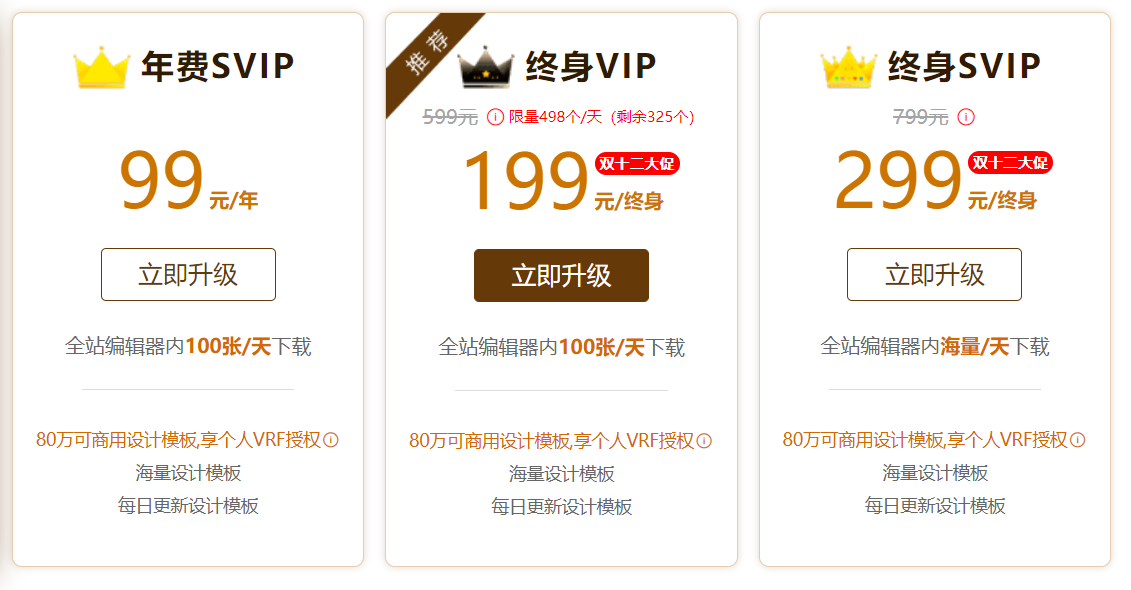 年费SVIP
99元/年
立即升级
全站编辑器内100张/天下载
80万可商用设计模板,享个人VRF授权
海量设计模板
每日更新设计模板
推荐
终身VIP
599元 限量498个/天 (剩余325个)
199元/终身
双十二大促
立即升级
全站编辑器内100张/天下载
80万可商用设计模板,享个人VRF授权
海量设计模板
每日更新设计模板
终身SVIP
799元
299元/终身
双十二大促
立即升级
全站编辑器内海量/天下载
80万可商用设计模板,享个人VRF授权
海量设计模板
每日更新设计模板